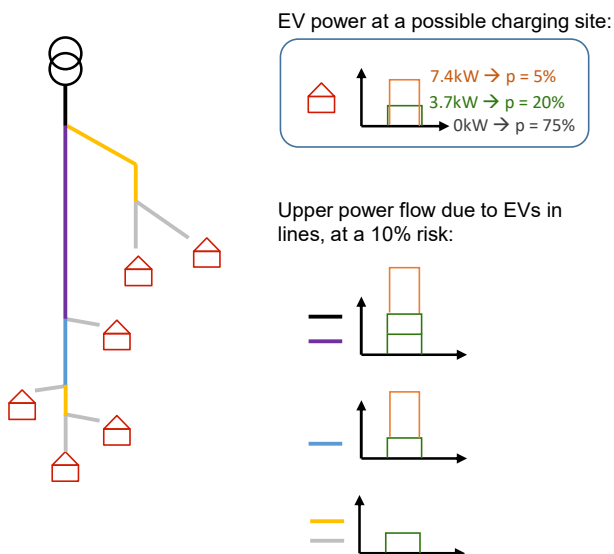 EV power at a possible charging site:
7.4kW → p = 5%
3.7kW → p = 20%
0kW → p = 75%
Upper power flow due to EVs in
lines, at a 10% risk: